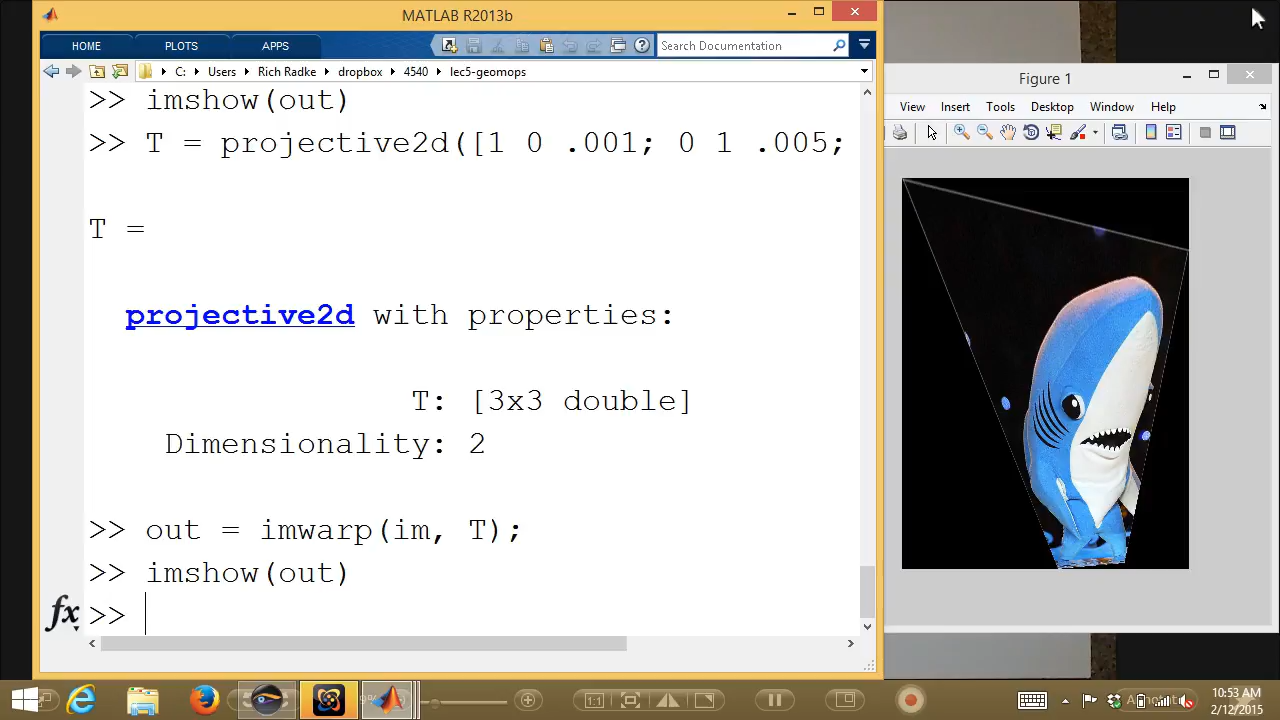 MATLAB R2013b
HOME PLOTS APPS
Search Documentation
C: Users Rich Radke dropbox 4540 lec5-geomops
>> imshow(out)
>> T = projective2d([1 0 .001; 0 1 .005;
T =
projective2d with properties:
T: [3x3 double]
Dimensionality: 2
>> out = imwarp(im, T);
>> imshow(out)
>>
fx
Figure 1
View Insert Tools Desktop Window Help
1:1
10:53 AM
2/12/2015